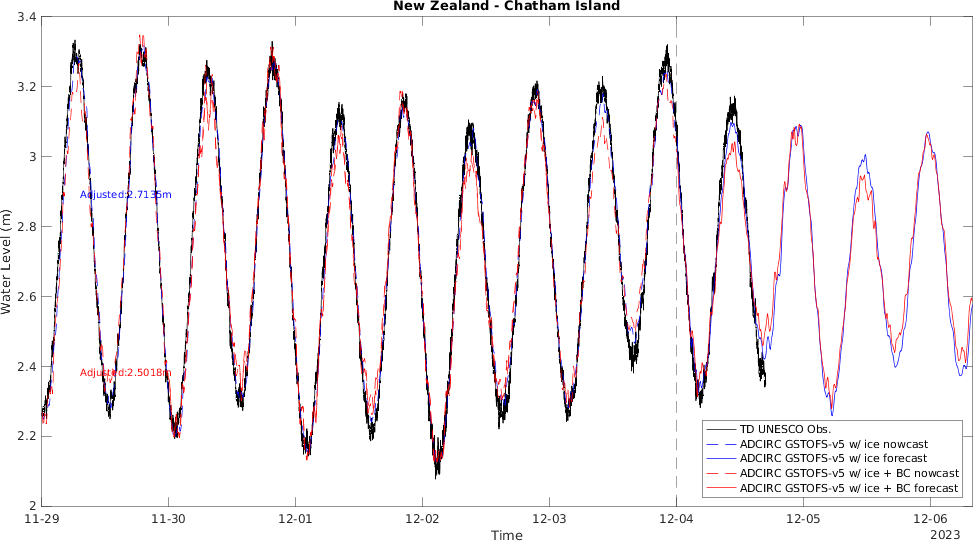 New Zealand - Chatham Island
3.4
3.2
3
2.8
2.6
2.4
2.2
2
Water Level (m)
Adjusted:2.7135m
Adjusted:2.5018m
TD UNESCO Obs.
ADCIRC GSTOFS-v5 w/ ice nowcast
ADCIRC GSTOFS-v5 w/ ice forecast
ADCIRC GSTOFS-v5 w/ ice + BC nowcast
ADCIRC GSTOFS-v5 w/ ice + BC forecast
11-29 11-30 12-01 12-02 12-03 12-04 12-05 12-06
Time
2023